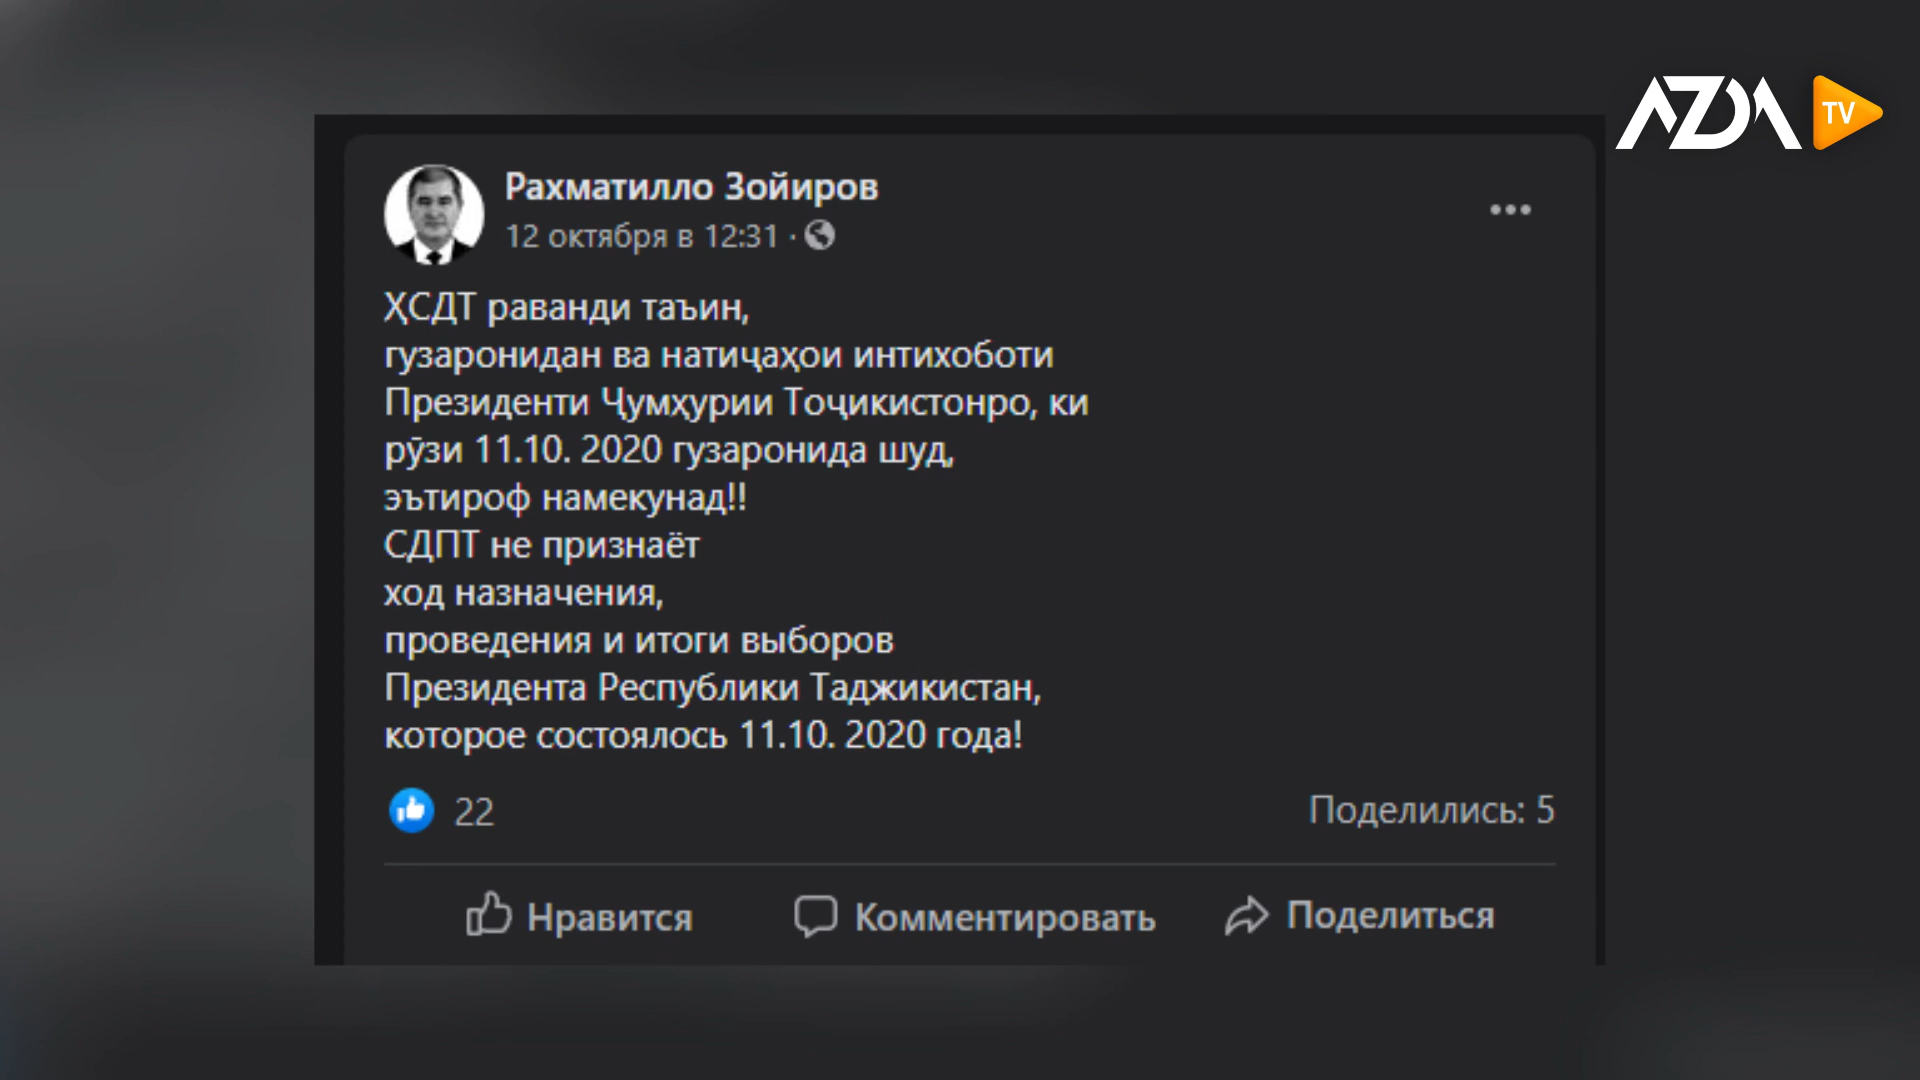 AZDA TV
Рахматилло Зойиров
12 октября в 12:31 ·
ҲСДТ раванди таъин,
гузаронидан ва натиҷаҳои интихоботи
Президенти Ҷумҳурии Тоҷикистонро, ки
рӯзи 11.10. 2020 гузаронида шуд,
эътироф намекунад!!
СДПТ не признаёт
ход назначения,
проведения и итоги выборов
Президента Республики Таджикистан,
которое состоялось 11.10. 2020 года!
22
Поделились: 5
Нравится
Комментировать
Поделиться